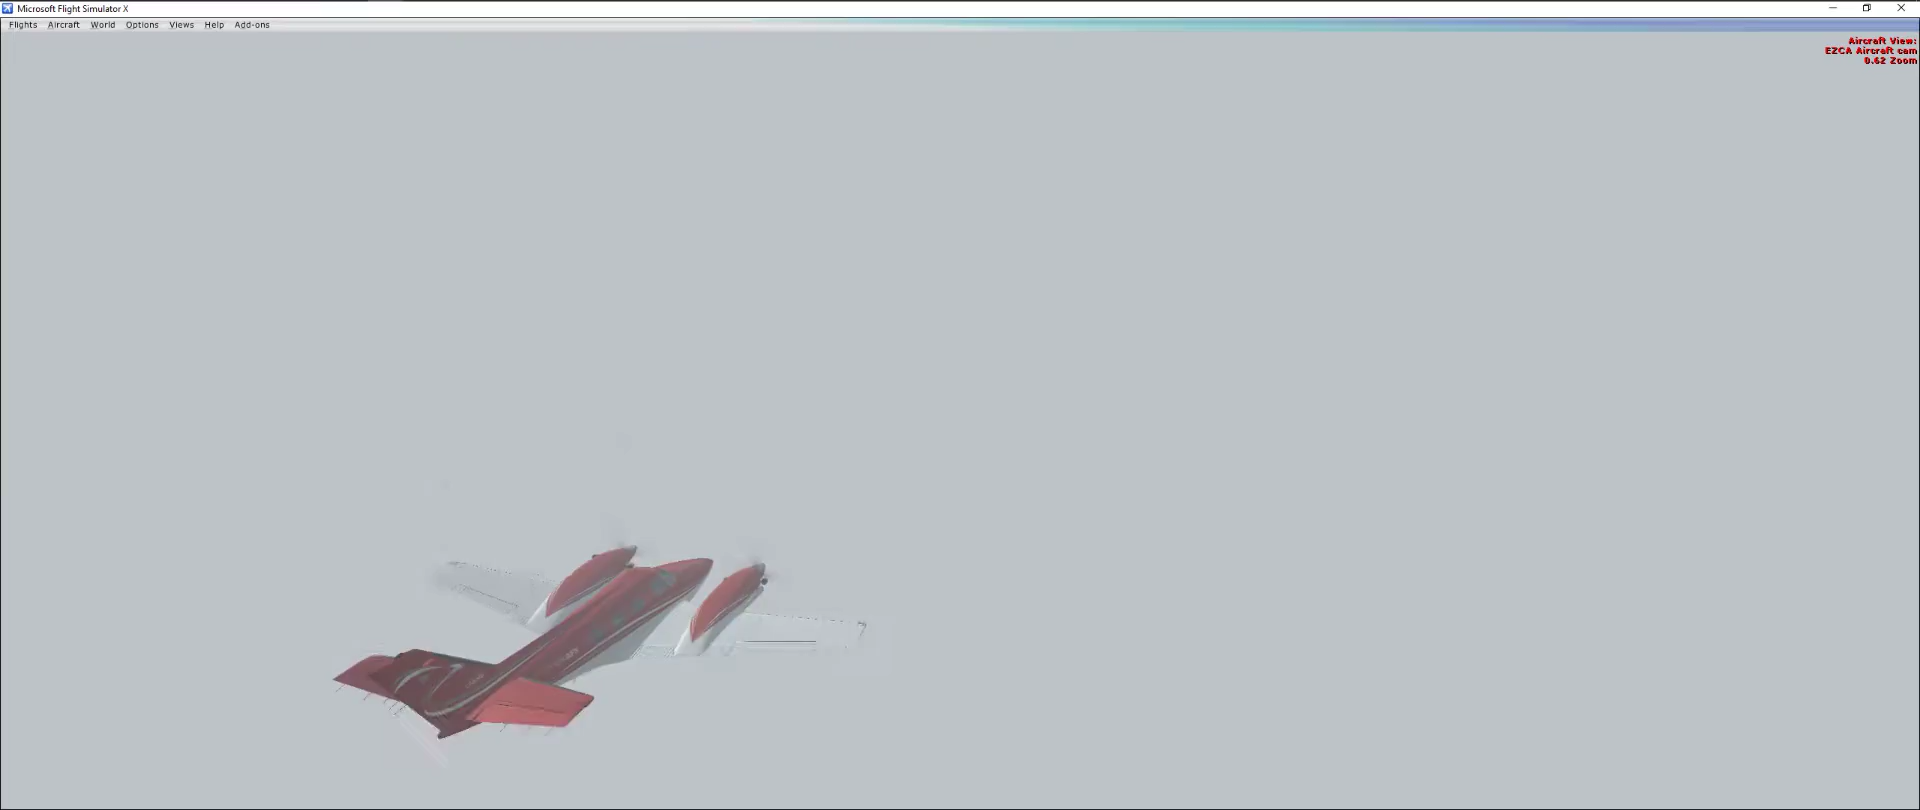 Microsoft Flight Simulator X
Flights Aircraft World Options Views Help Add-ons
Aircraft View:
EZCA Aircraft cam
0.62 Zoom